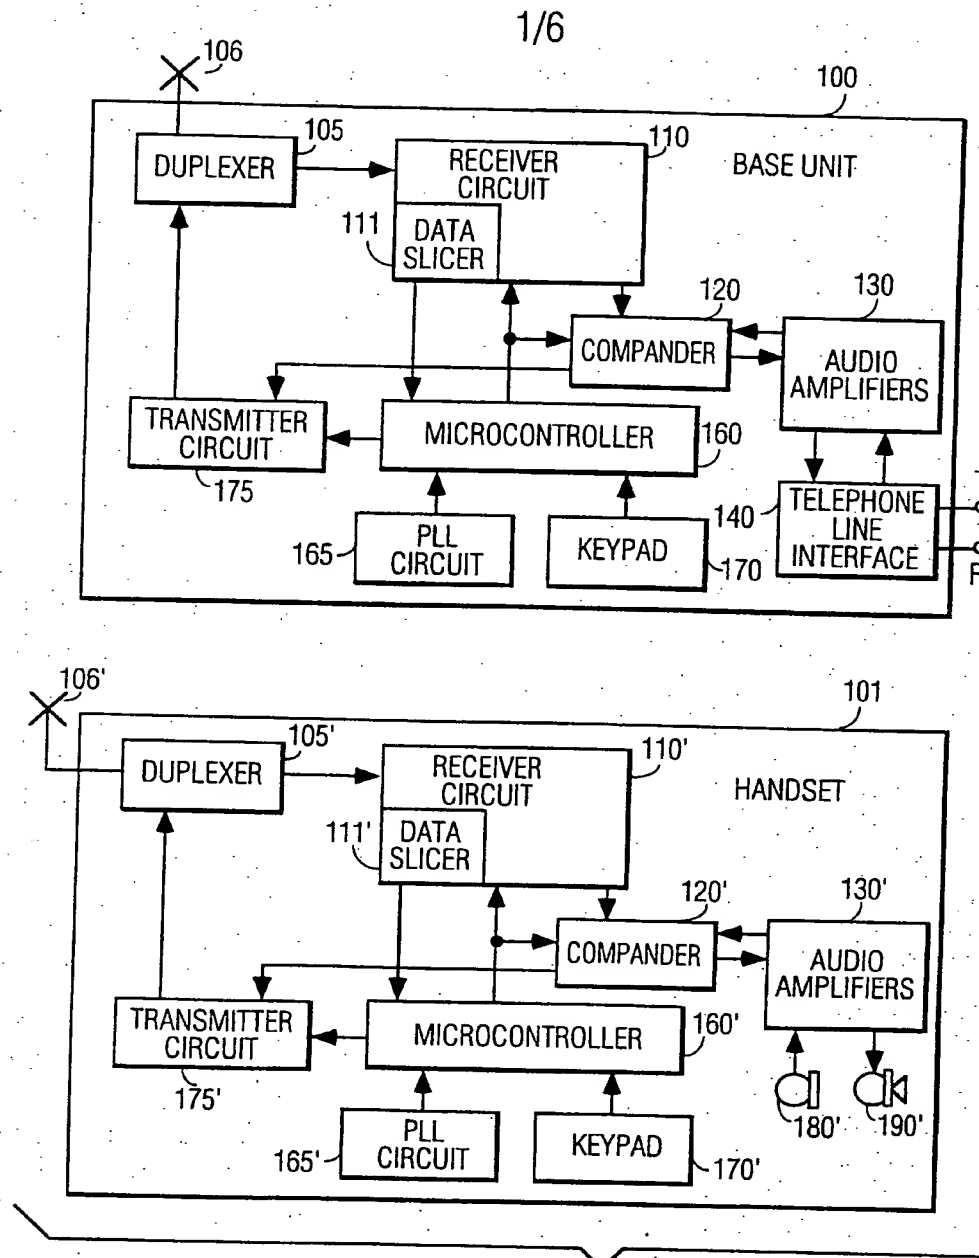 1/6
106
100
105
DUPLEXER
110
RECEIVER
CIRCUIT
BASE UNIT
111
DATA
SLICER
120
COMPANDER
130
AUDIO
AMPLIFIERS
TRANSMITTER
CIRCUIT
175
MICROCONTROLLER
160
140
TELEPHONE
LINE
INTERFACE
165
PLL
CIRCUIT
KEYPAD
170
106'
101
105'
DUPLEXER
110'
RECEIVER
CIRCUIT
HANDSET
111'
DATA
SLICER
120'
COMPANDER
130'
AUDIO
AMPLIFIERS
TRANSMITTER
CIRCUIT
175'
MICROCONTROLLER
160'
180'
190'
165'
PLL
CIRCUIT
KEYPAD
170'